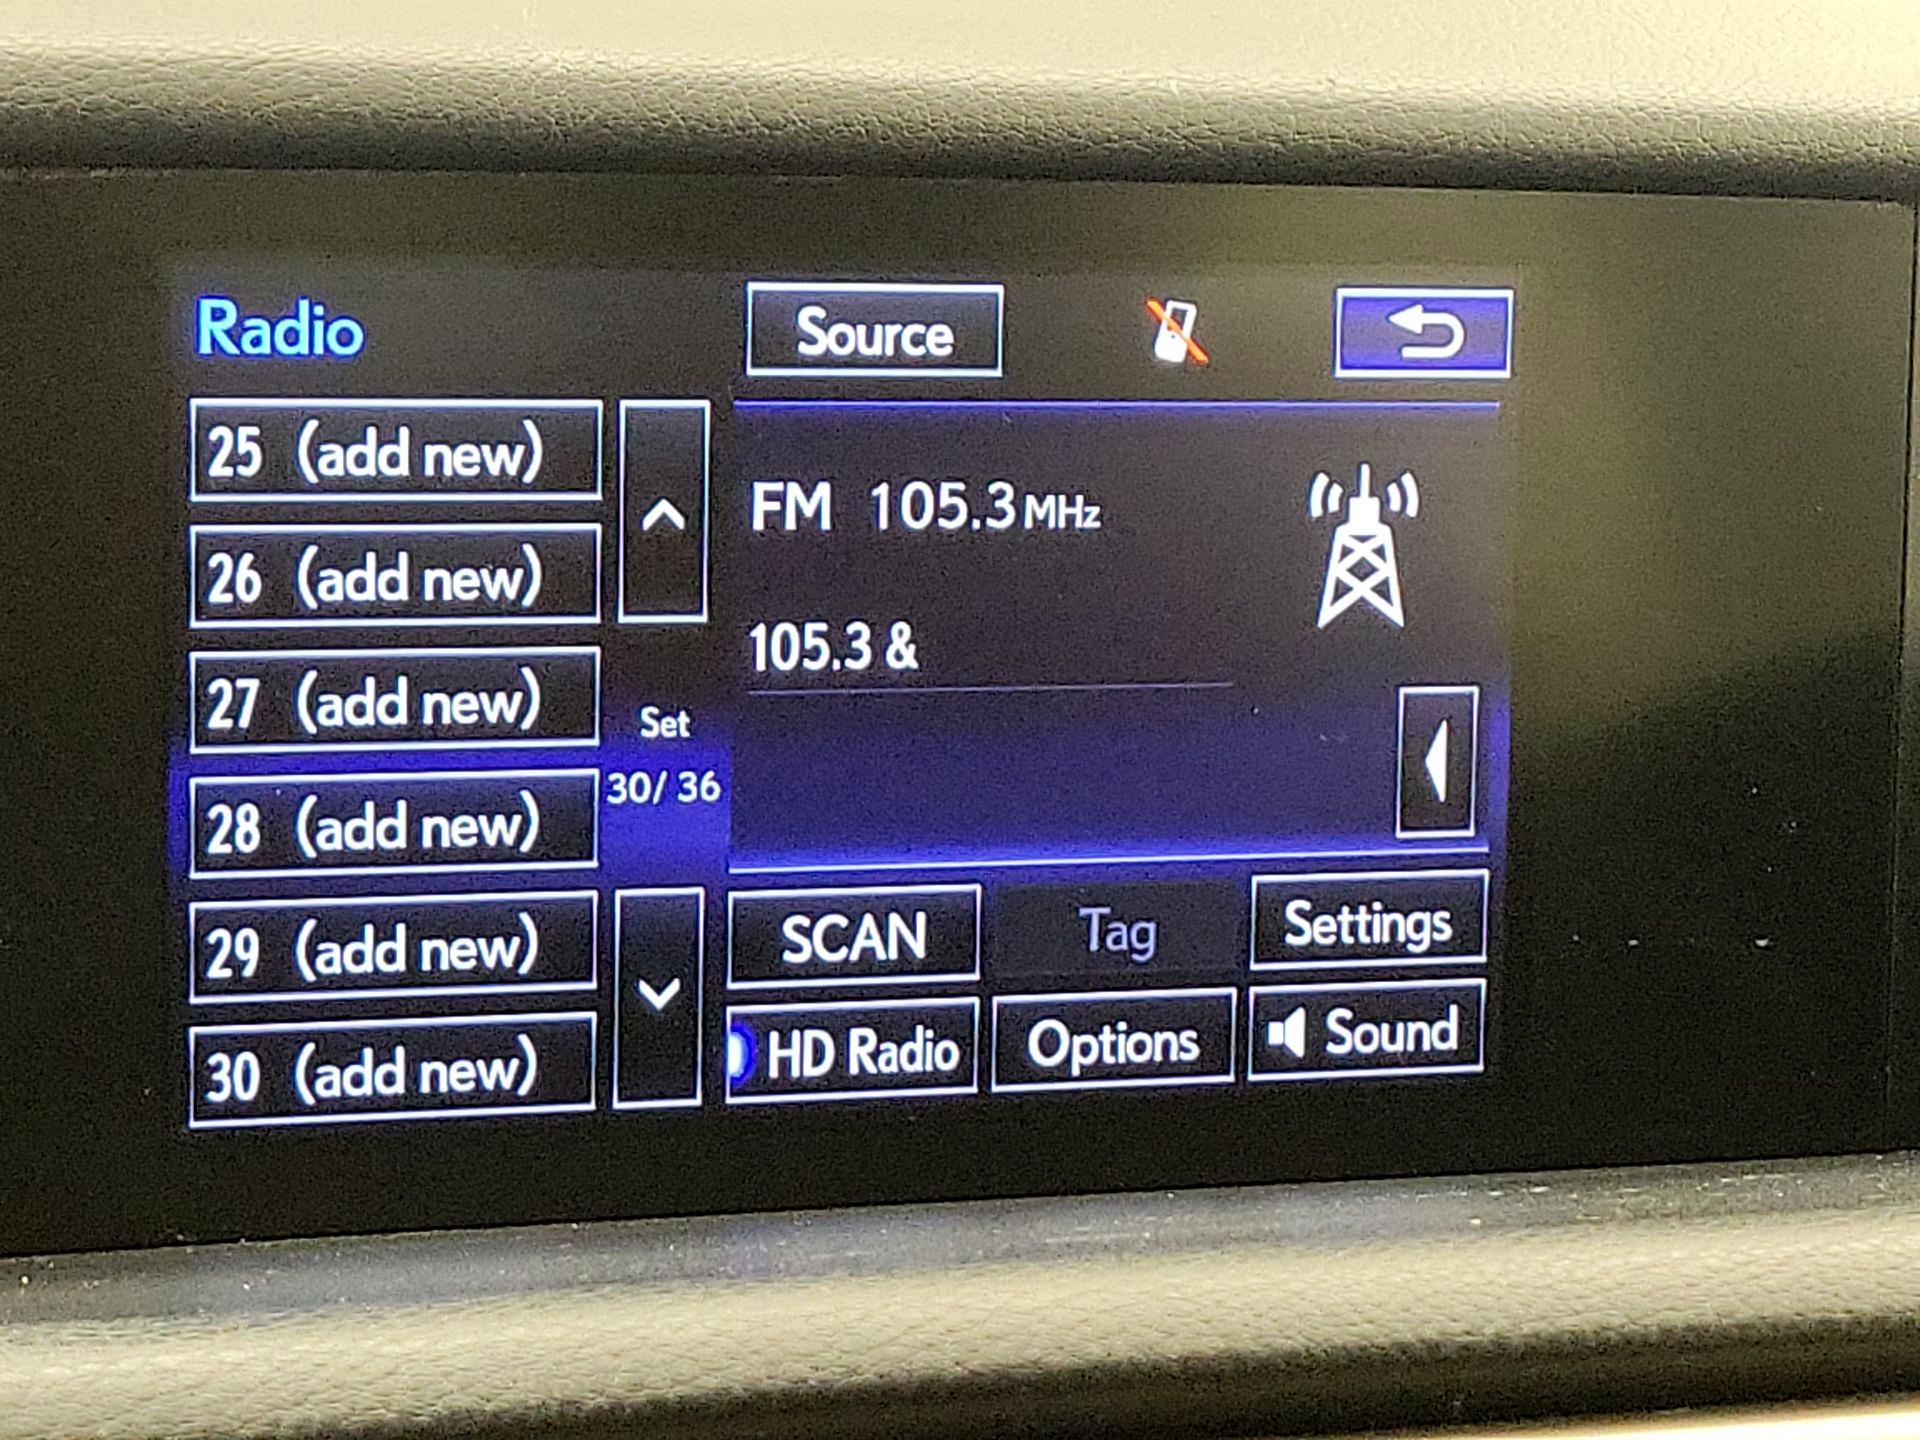 Radio
Source
25 (add new)
26 (add new)
27 (add new)
28 (add new)
29 (add new)
30 (add new)
Set
30/ 36
FM 105.3 MHz
105.3 &
SCAN
Tag
Settings
HD Radio
Options
Sound